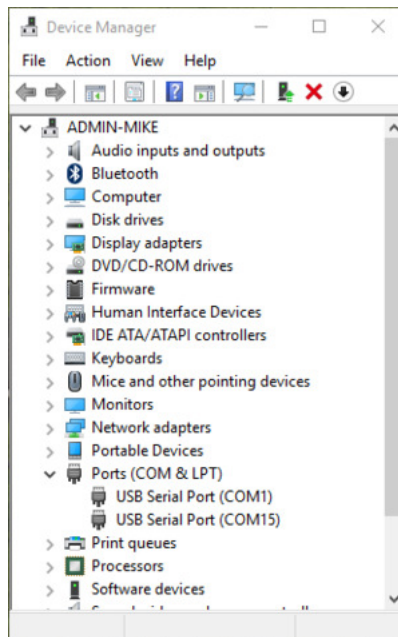 Device Manager
File Action View Help
ADMIN-MIKE
Audio inputs and outputs
Bluetooth
Computer
Disk drives
Display adapters
DVD/CD-ROM drives
Firmware
Human Interface Devices
IDE ATA/ATAPI controllers
Keyboards
Mice and other pointing devices
Monitors
Network adapters
Portable Devices
Ports (COM & LPT)
USB Serial Port (COM1)
USB Serial Port (COM15)
Print queues
Processors
Software devices